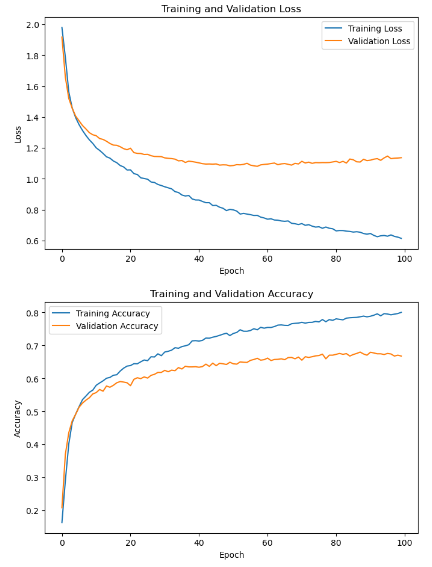 Training and Validation Loss
Training Loss
Validation Loss
2.0
1.8
1.6
1.4
1.2
1.0
0.8
0.6
Loss
0
20
40
60
80
100
Epoch
Training and Validation Accuracy
Training Accuracy
Validation Accuracy
0.8
0.7
0.6
0.5
0.4
0.3
0.2
Accuracy
0
20
40
60
80
100
Epoch